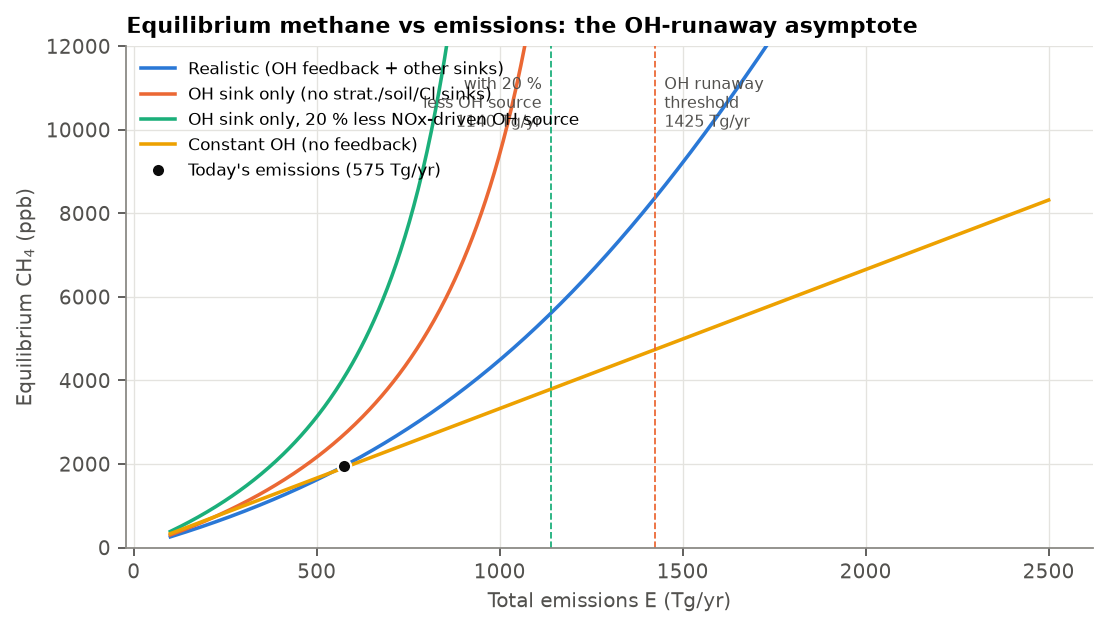 Equilibrium methane vs emissions: the OH-runaway asymptote
Equilibrium CH₄ (ppb)
12000
10000
8000
6000
4000
2000
0
Realistic (OH feedback + other sinks)
OH sink only (no strat./soil/Cl sinks)
OH sink only, 20 % less NOx-driven OH source
Constant OH (no feedback)
Today's emissions (575 Tg/yr)
with 20 %
less OH source
1140 Tg/yr
OH runaway
threshold
1425 Tg/yr
0 500 1000 1500 2000 2500
Total emissions E (Tg/yr)